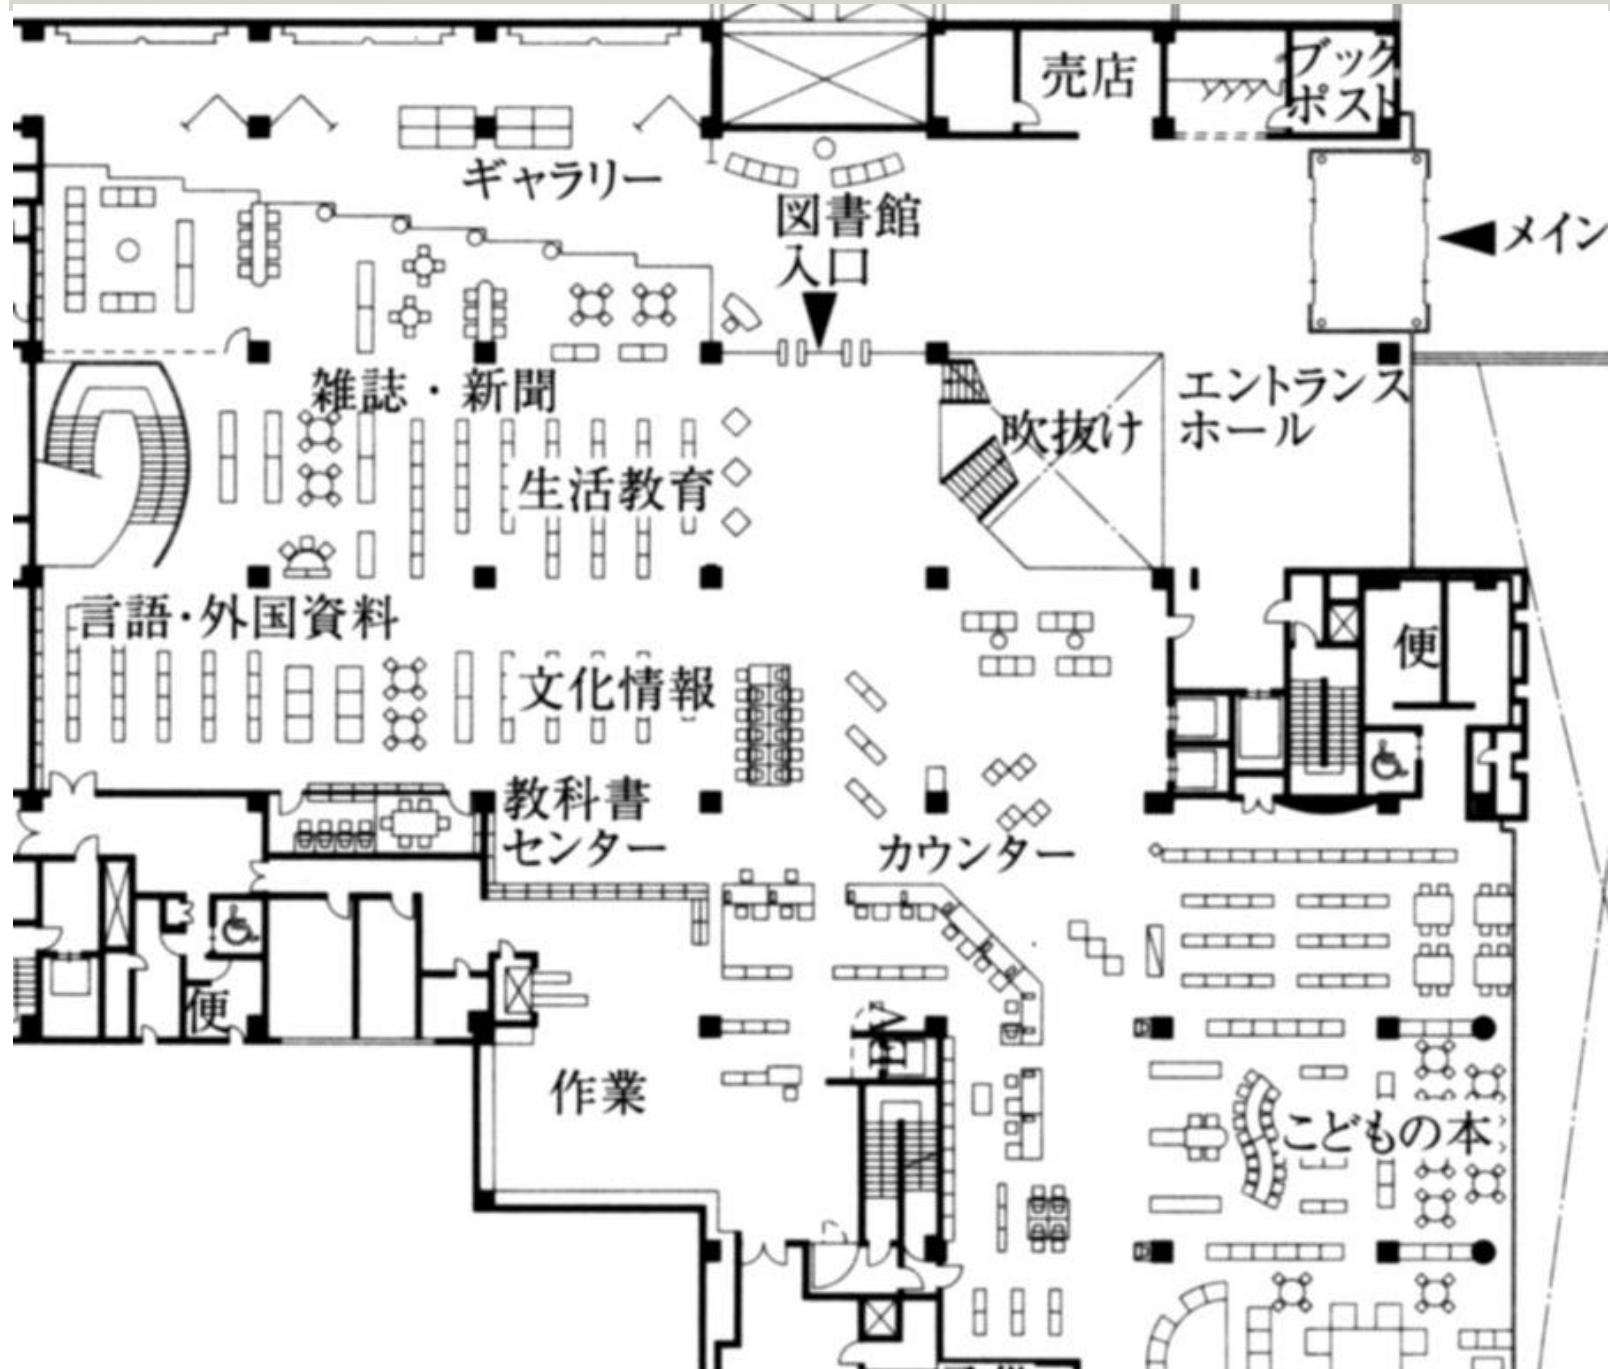 売店
ブック
ポスト
ギャラリー
図書館
入口
メイン
雑誌・新聞
エントランス
ホール
吹抜け
生活教育
言語・外国資料
便
文化情報
教科書
センター
カウンター
便
作業
こどもの本